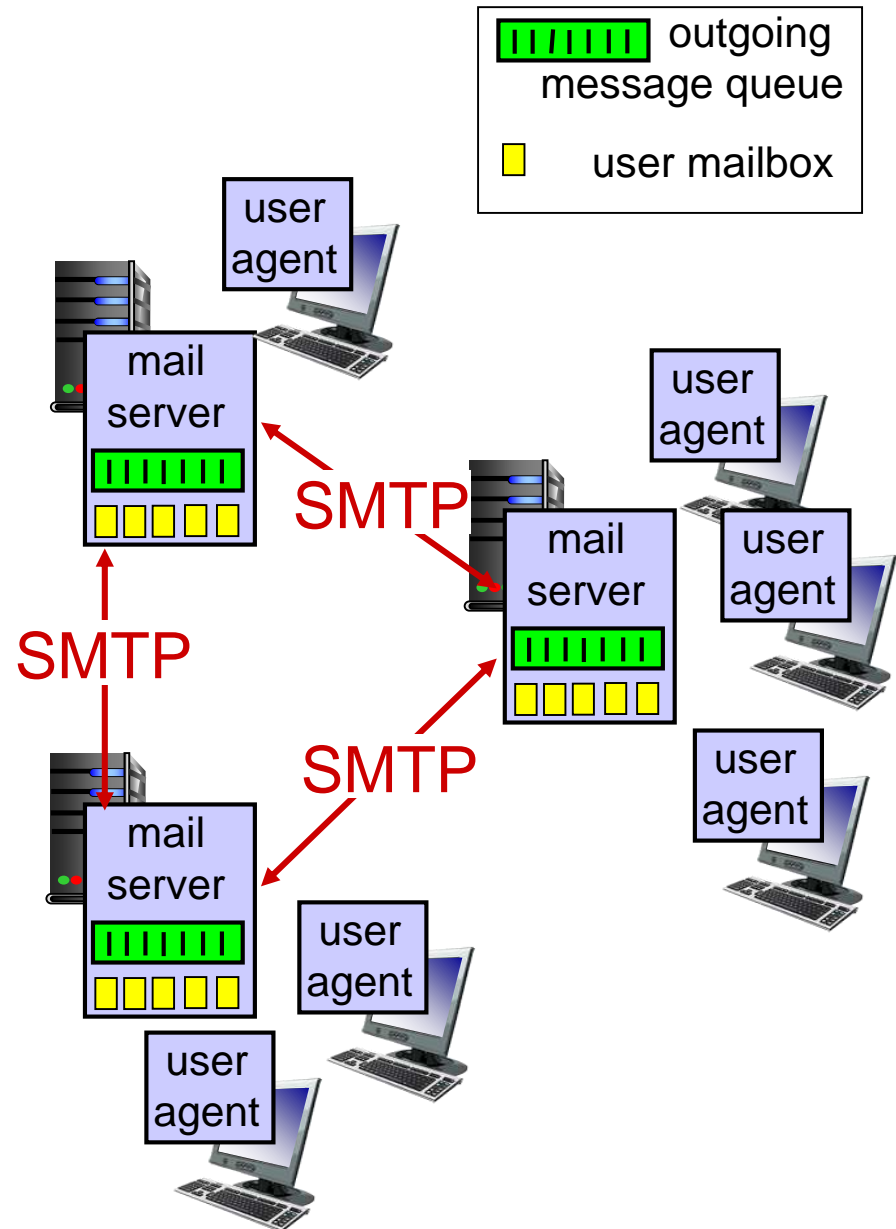 outgoing
message queue
user mailbox
user
agent
mail
server
SMTP
user
agent
mail
server
user
agent
SMTP
SMTP
user
agent
mail
server
user
agent
user
agent